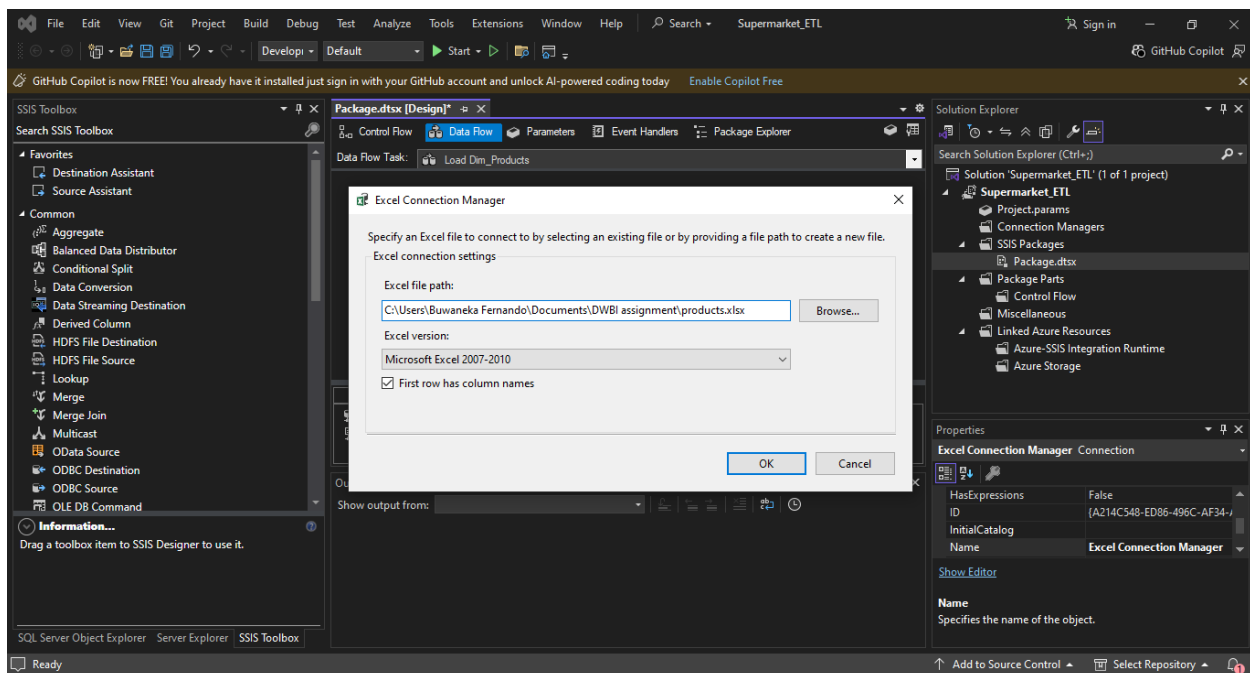 File Edit View Git Project Build Debug Test Analyze Tools Extensions Window Help Search Supermarket_ETL Sign in
Default Start GitHub Copilot
GitHub Copilot is now FREE! You already have it installed just sign in with your GitHub account and unlock AI-powered coding today Enable Copilot Free
SSIS Toolbox
Search SSIS Toolbox
Favorites
Destination Assistant
Source Assistant
Common
Aggregate
Balanced Data Distributor
Conditional Split
Data Conversion
Data Streaming Destination
Derived Column
HDFS File Destination
HDFS File Source
Lookup
Merge
Merge Join
Multicast
OData Source
ODBC Destination
ODBC Source
OLE DB Command
Information...
Drag a toolbox item to SSIS Designer to use it.
SQL Server Object Explorer Server Explorer SSIS Toolbox
Package.dtsx [Design]*
Control Flow Data Flow Parameters Event Handlers Package Explorer
Data Flow Task: Load Dim_Products
Excel Connection Manager
Specify an Excel file to connect to by selecting an existing file or by providing a file path to create a new file.
Excel connection settings
Excel file path:
C:\Users\Buwaneka Fernando\Documents\DWBI assignment\products.xlsx Browse...
Excel version:
Microsoft Excel 2007-2010
First row has column names
OK Cancel
Show output from:
Solution Explorer
Search Solution Explorer (Ctrl+;)
Solution 'Supermarket_ETL' (1 of 1 project)
Supermarket_ETL
Project.params
Connection Managers
SSIS Packages
Package.dtsx
Package Parts
Control Flow
Miscellaneous
Linked Azure Resources
Azure-SSIS Integration Runtime
Azure Storage
Properties
Excel Connection Manager Connection
HasExpressions False
ID {A214C548-ED86-496C-AF34-
InitialCatalog
Name Excel Connection Manager
Show Editor
Name
Specifies the name of the object.
Ready Add to Source Control Select Repository 1